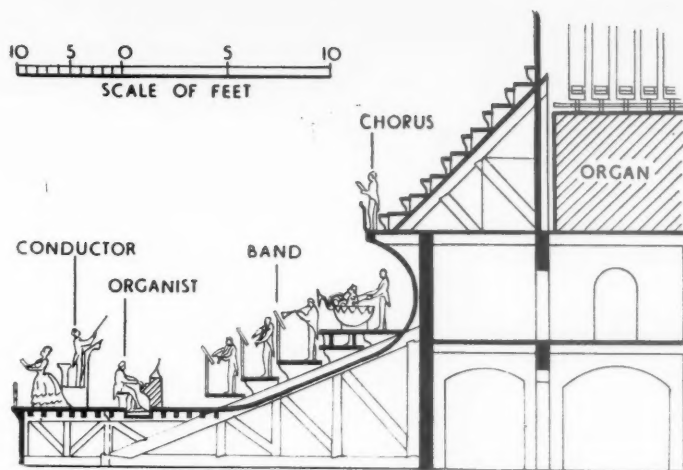 10 5 0 5 10
SCALE OF FEET
CHORUS
ORGAN
CONDUCTOR
BAND
ORGANIST